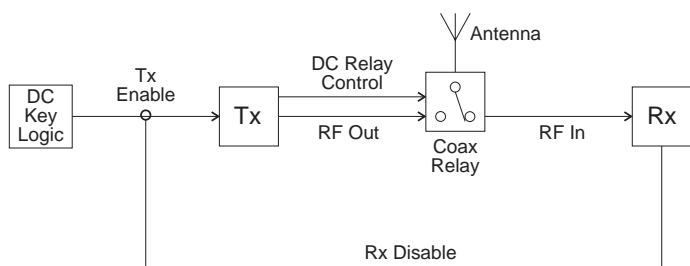 Antenna
Tx
Enable
DC Relay
Control
DC
Key
Logic
Tx
RF Out
Coax
Relay
RF In
Rx
Rx Disable